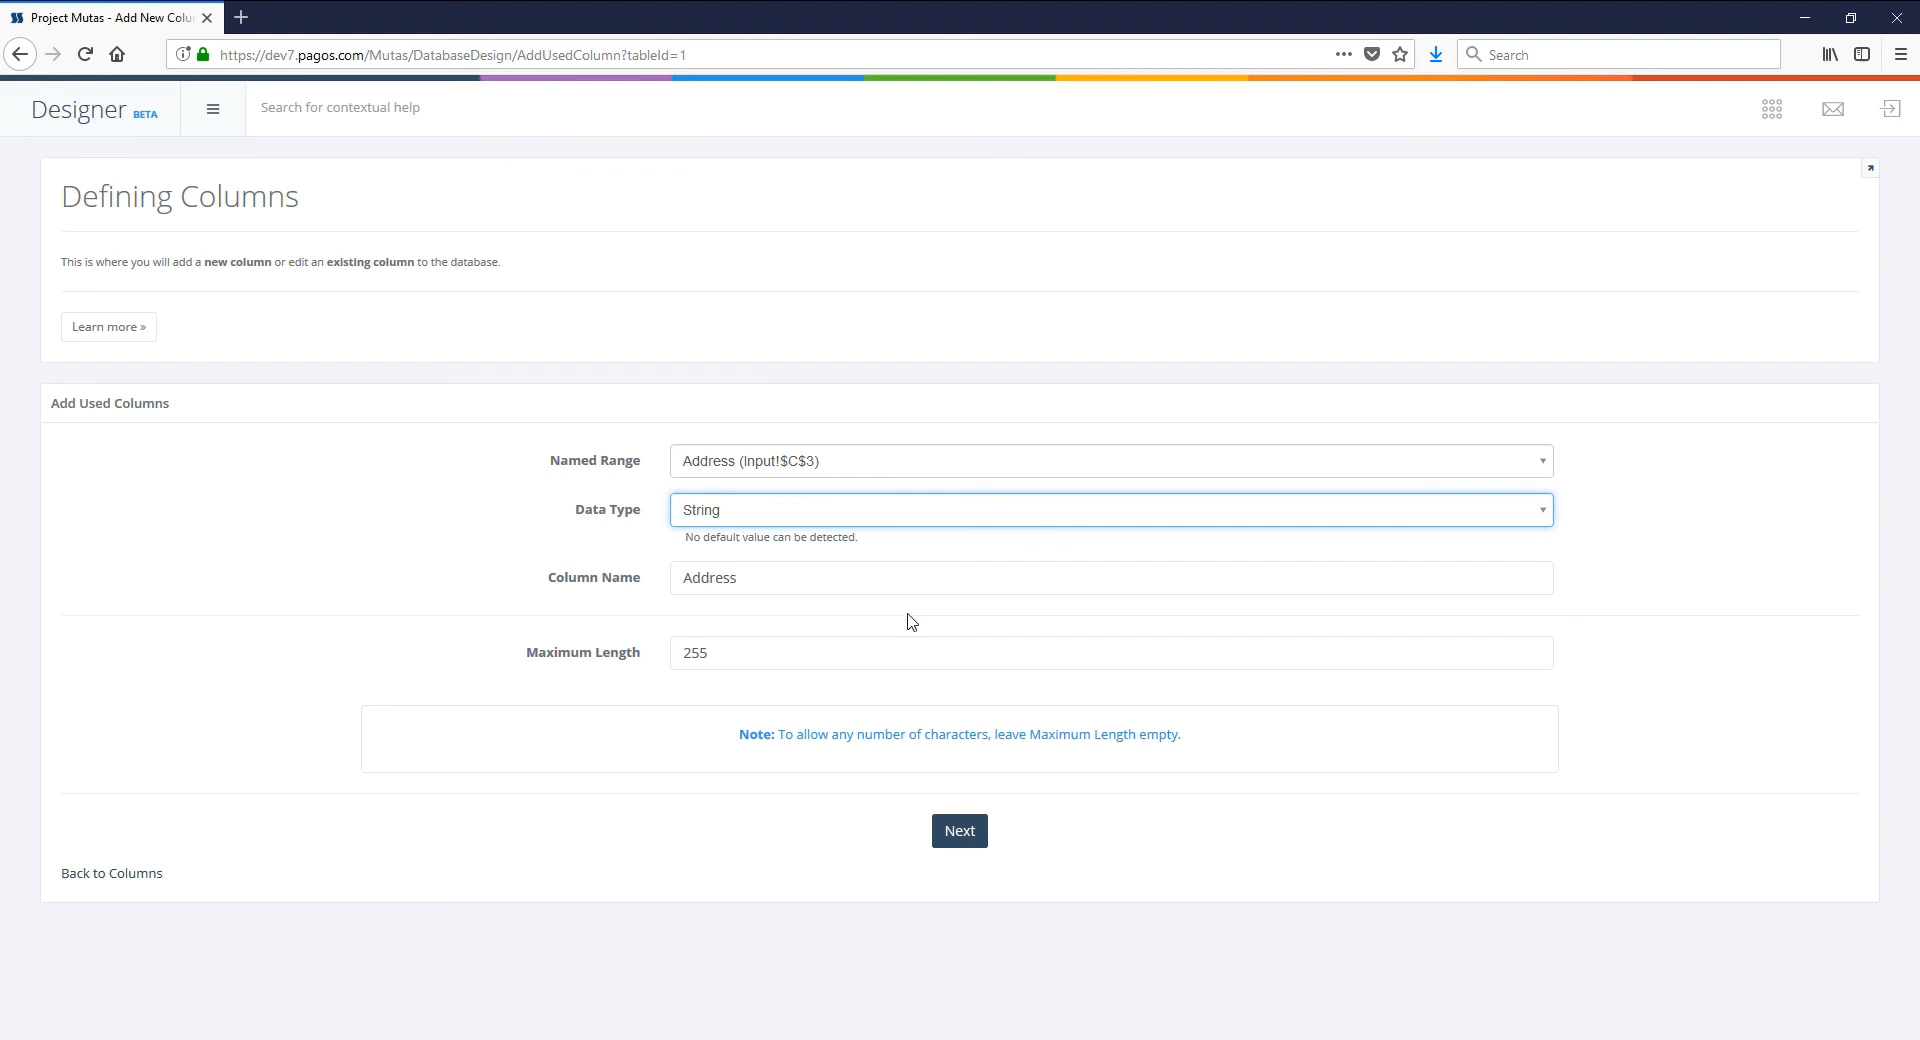 Project Mutas - Add New Colu
https://dev7.pagos.com/Mutas/DatabaseDesign/AddUsedColumn?tableId=1
Search
Designer BETA
Search for contextual help
Defining Columns
This is where you will add a new column or edit an existing column to the database.
Learn more »
Add Used Columns
Named Range
Address (Input!$C$3)
Data Type
String
No default value can be detected.
Column Name
Address
Maximum Length
255
Note: To allow any number of characters, leave Maximum Length empty.
Next
Back to Columns